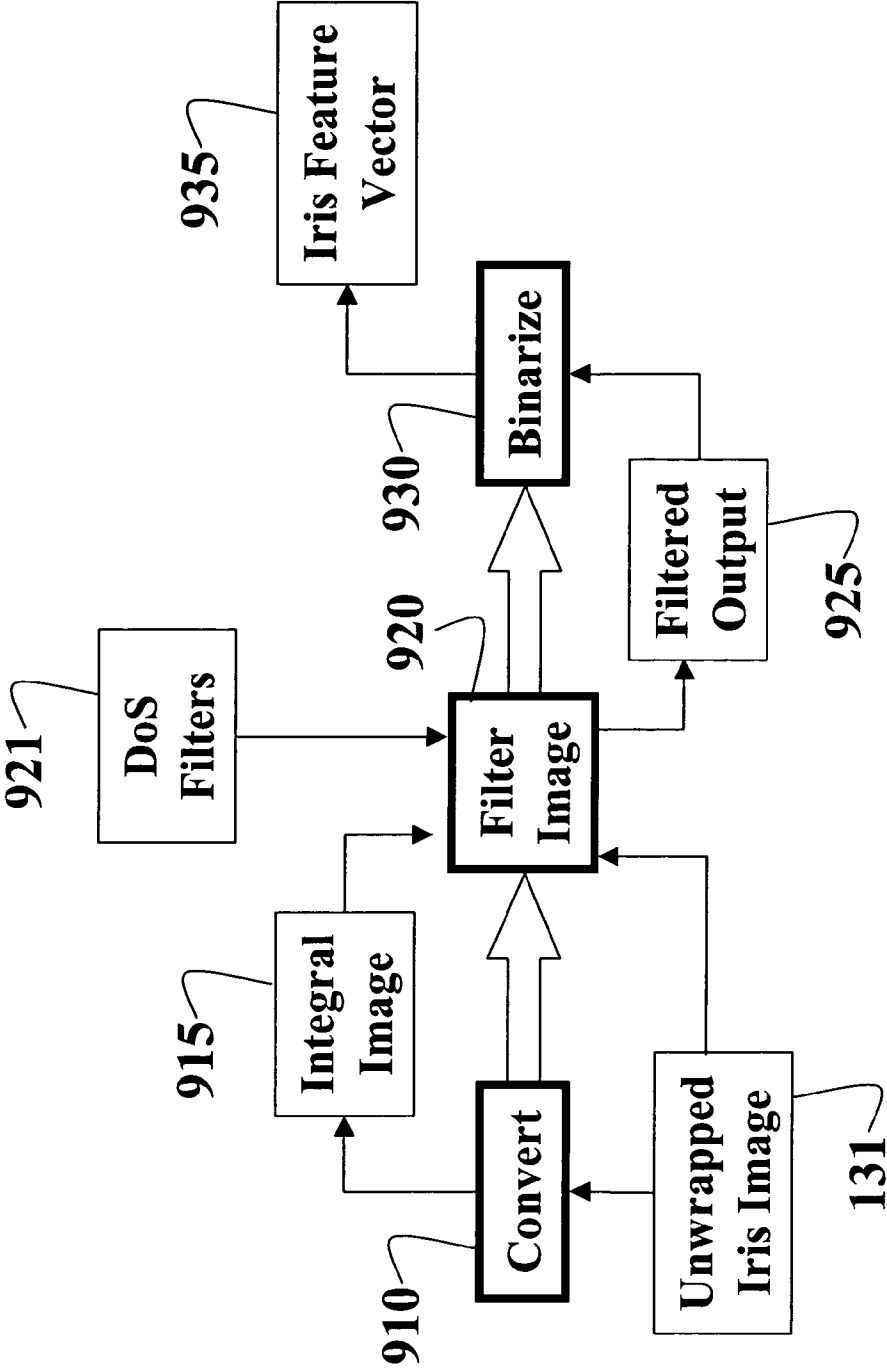 921
DoS
Filters
935
Iris Feature
Vector
915
Integral
Image
920
930
910
Convert
Filter
Image
Binarize
Unwrapped
Iris Image
131
Filtered
Output
925